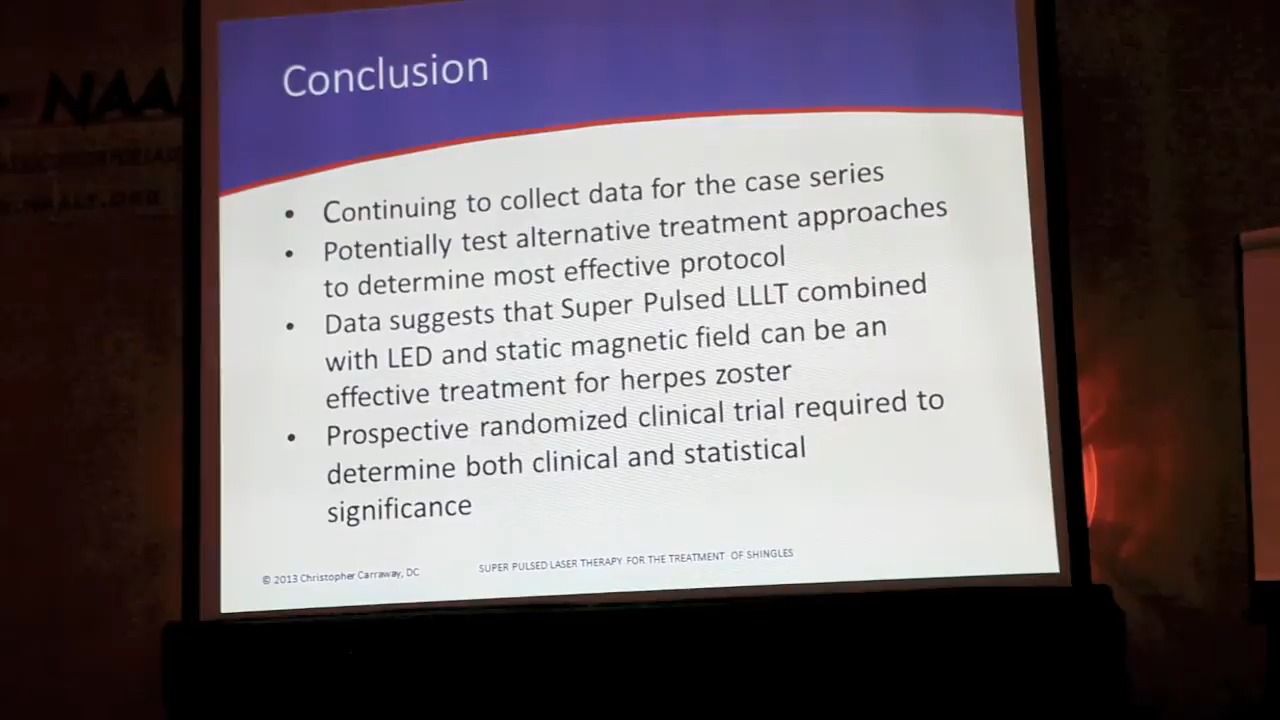 NAA
Conclusion
• Continuing to collect data for the case series
• Potentially test alternative treatment approaches
to determine most effective protocol
• Data suggests that Super Pulsed LLLT combined
with LED and static magnetic field can be an
effective treatment for herpes zoster
• Prospective randomized clinical trial required to
determine both clinical and statistical
significance
© 2013 Christopher Carraway, DC
SUPER PULSED LASER THERAPY FOR THE TREATMENT OF SHINGLES